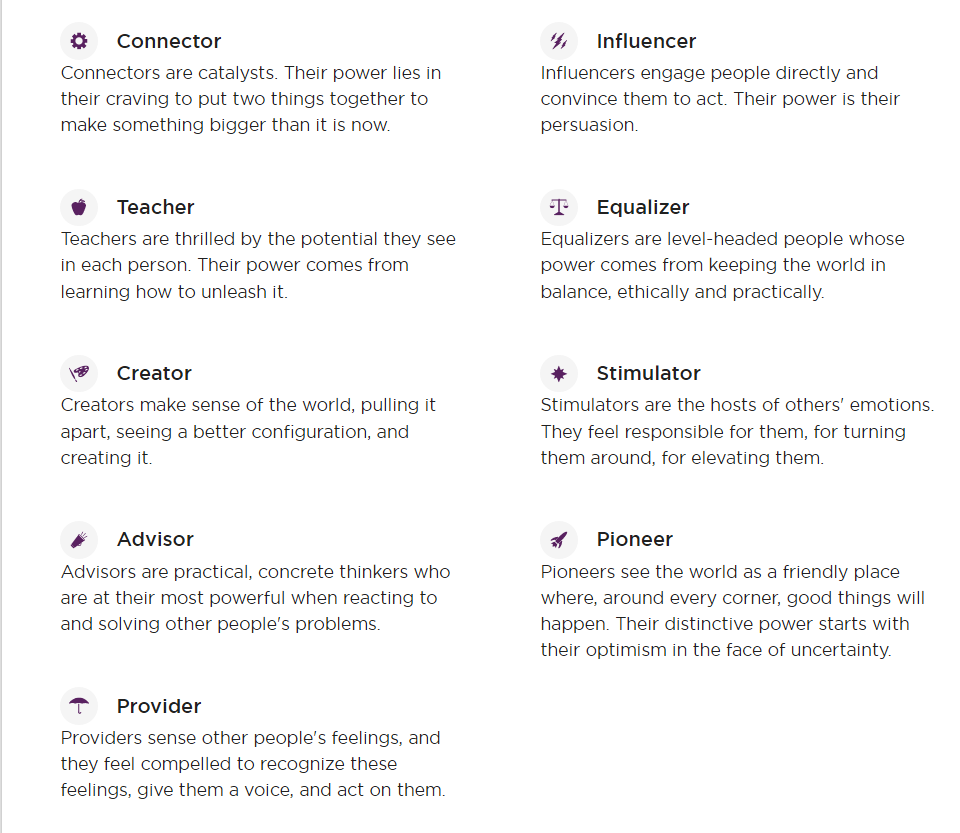 Connector
Connectors are catalysts. Their power lies in
their craving to put two things together to
make something bigger than it is now.
Influencer
Influencers engage people directly and
convince them to act. Their power is their
persuasion.
Teacher
Teachers are thrilled by the potential they see
in each person. Their power comes from
learning how to unleash it.
Equalizer
Equalizers are level-headed people whose
power comes from keeping the world in
balance, ethically and practically.
Creator
Creators make sense of the world, pulling it
apart, seeing a better configuration, and
creating it.
Stimulator
Stimulators are the hosts of others' emotions.
They feel responsible for them, for turning
them around, for elevating them.
Advisor
Advisors are practical, concrete thinkers who
are at their most powerful when reacting to
and solving other people's problems.
Pioneer
Pioneers see the world as a friendly place
where, around every corner, good things will
happen. Their distinctive power starts with
their optimism in the face of uncertainty.
Provider
Providers sense other people's feelings, and
they feel compelled to recognize these
feelings, give them a voice, and act on them.